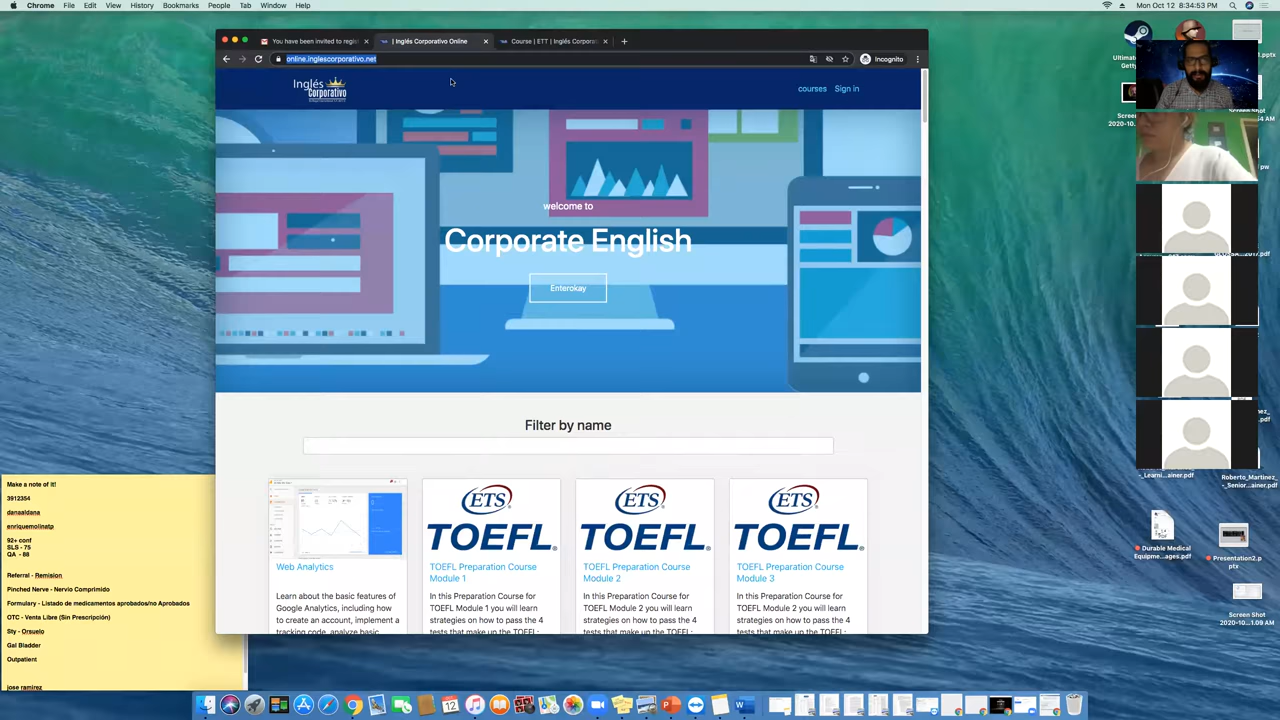 Chrome File Edit View History Bookmarks People Tab Window Help
Mon Oct 12 8:34:53 PM
You have been invited to regis
| Inglés Corporativo Online
Course | ETT | Inglés Corporat
online.inglescorporativo.net
Incognito
Inglés
Corporativo
courses
Sign in
welcome to
Corporate English
Enterokay
Filter by name
ETS
TOEFL
ETS
TOEFL
ETS
TOEFL
Web Analytics
Learn about the basic features of
Google Analytics, including how
to create an account, implement a
tracking code, analyze basic
TOEFL Preparation Course
Module 1
In this Preparation Course for
TOEFL Module 1 you will learn
strategies on how to pass the 4
tests that make up the TOEFL:
TOEFL Preparation Course
Module 2
In this Preparation Course for
TOEFL Module 2 you will learn
strategies on how to pass the 4
tests that make up the TOEFL:
TOEFL Preparation Course
Module 3
In this Preparation Course for
TOEFL Module 3 you will learn
strategies on how to pass the 4
tests that make up the TOEFL:
Make a note of it!
3912354
dansaldana
enriquemolinatp
92+ conf
SLS - 75
QA - 88
Referral - Remision
Pinched Nerve - Nervio Comprimido
Formulary - Listado de medicamentos aprobados/no Aprobados
OTC - Venta Libre (Sin Prescripción)
Sty - Orsuelo
Gal Bladder
Outpatient
jose ramirez
Roberto_Martinez
_-_Senior...ainer.pdf
Durable Medical
Equipme...ages.pdf
Presentation2.p
ptx
Screen Shot
2020-10...1.09 AM